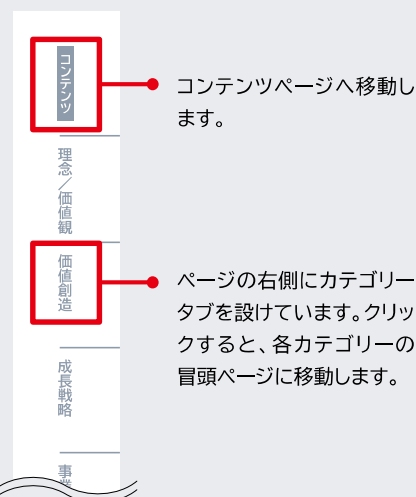 コンテンツ
コンテンツページへ移動し
ます。
理念／価値観
価値創造
ページの右側にカテゴリー
タブを設けています。クリッ
クすると、各カテゴリーの
冒頭ページに移動します。
成長戦略
事業